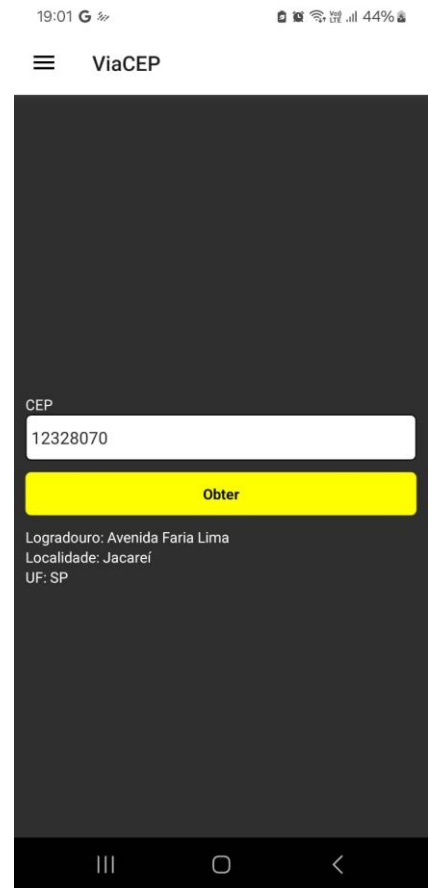 19:01 G 44%
ViaCEP
CEP
12328070
Obter
Logradouro: Avenida Faria Lima
Localidade: Jacareí
UF: SP